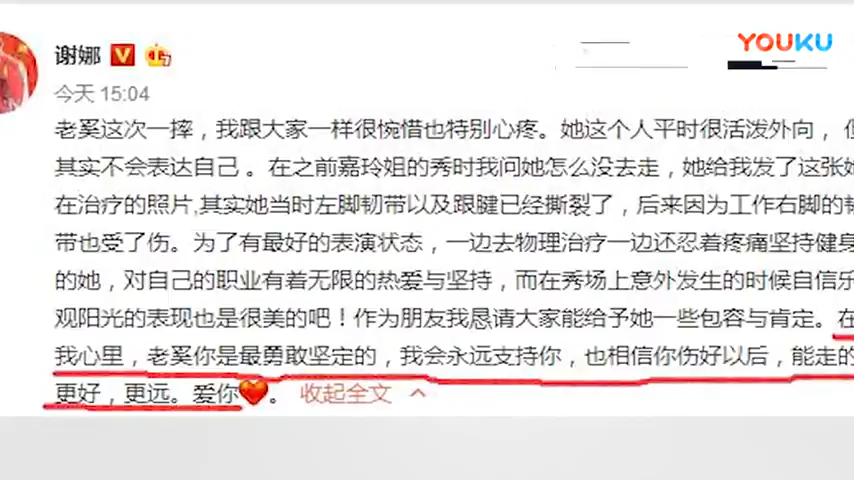 YOUKU
谢娜
今天 15:04
老奚这次一摔，我跟大家一样很惋惜也特别心疼。她这个人平时很活泼外向，
其实不会表达自己 。在之前嘉玲姐的秀时我问她怎么没去走，她给我发了这张她
在治疗的照片,其实她当时左脚韧带以及跟腱已经撕裂了，后来因为工作右脚的韧
带也受了伤。为了有最好的表演状态，一边去物理治疗一边还忍着疼痛坚持健身
的她，对自己的职业有着无限的热爱与坚持，而在秀场上意外发生的时候自信乐
观阳光的表现也是很美的吧！作为朋友我恳请大家能给予她一些包容与肯定。在
我心里，老奚你是最勇敢坚定的，我会永远支持你，也相信你伤好以后，能走的
更好，更远。爱你❤。 收起全文